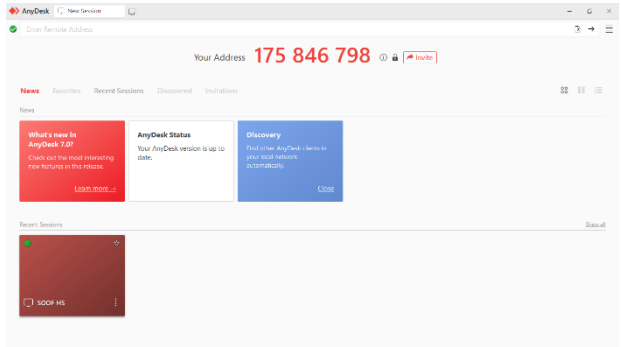 AnyDesk
New Session
Enter Remote Address
Your Address 175 846 798 Invite
News Favorites Recent Sessions Discovered Invitations
News
What's new in
AnyDesk 7.0?
Check out the most interesting
new features in this release.
Learn more →
AnyDesk Status
Your AnyDesk version is up to
date.
Discovery
Find other AnyDesk clients in
your local network
automatically.
Close
Recent Sessions
Show all
SOOF HS